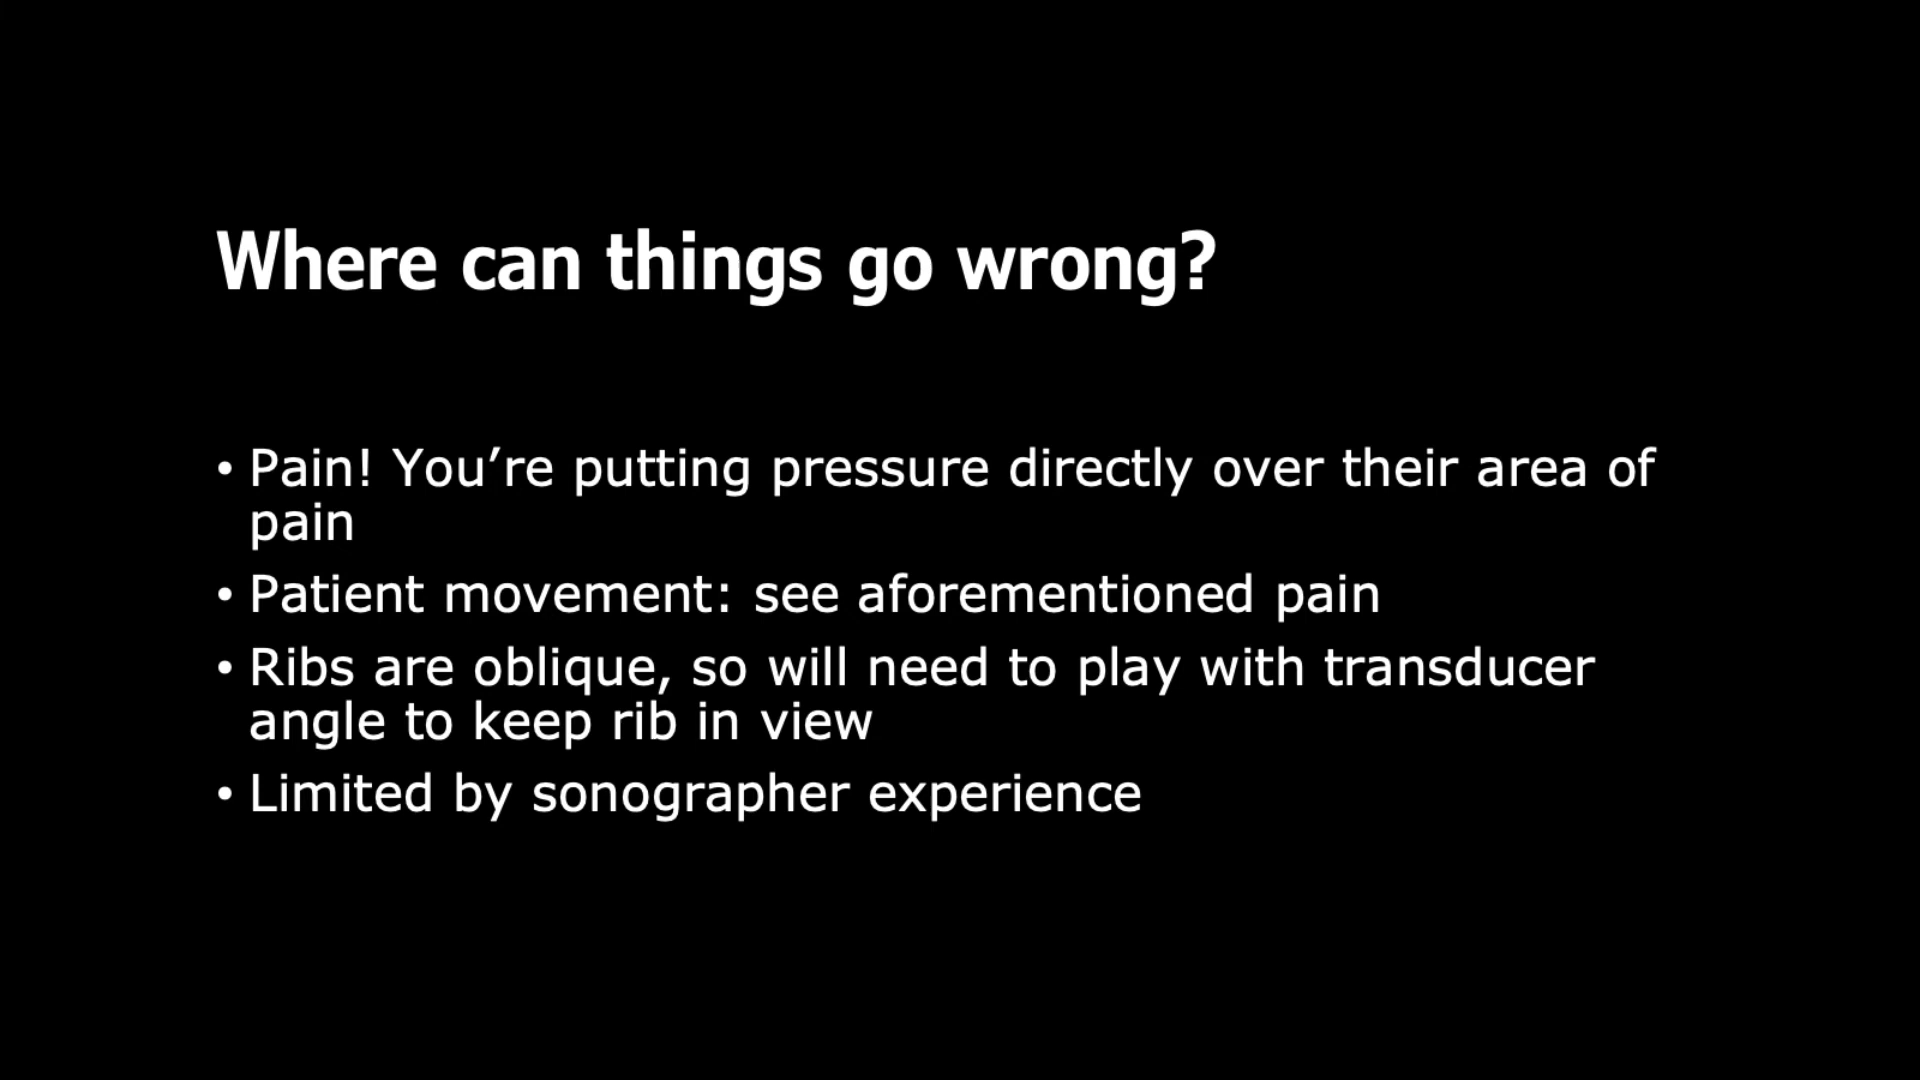 Where can things go wrong?
• Pain! You’re putting pressure directly over their area of
pain
• Patient movement: see aforementioned pain
• Ribs are oblique, so will need to play with transducer
angle to keep rib in view
• Limited by sonographer experience